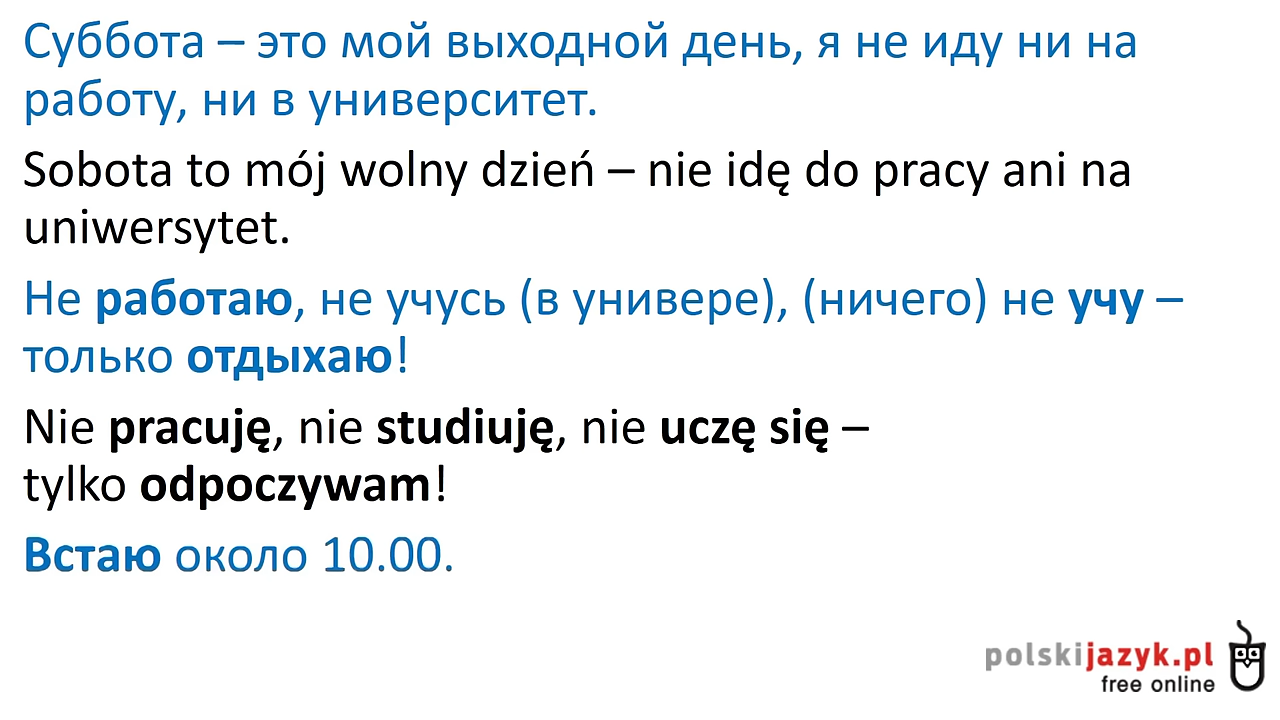 Суббота – это мой выходной день, я не иду ни на
работу, ни в университет.
Sobota to mój wolny dzień – nie idę do pracy ani na
uniwersytet.
Не работаю, не учусь (в универе), (ничего) не учу –
только отдыхаю!
Nie pracuję, nie studiuję, nie uczę się –
tylko odpoczywam!
Встаю около 10.00.
polskijazyk.pl
free online